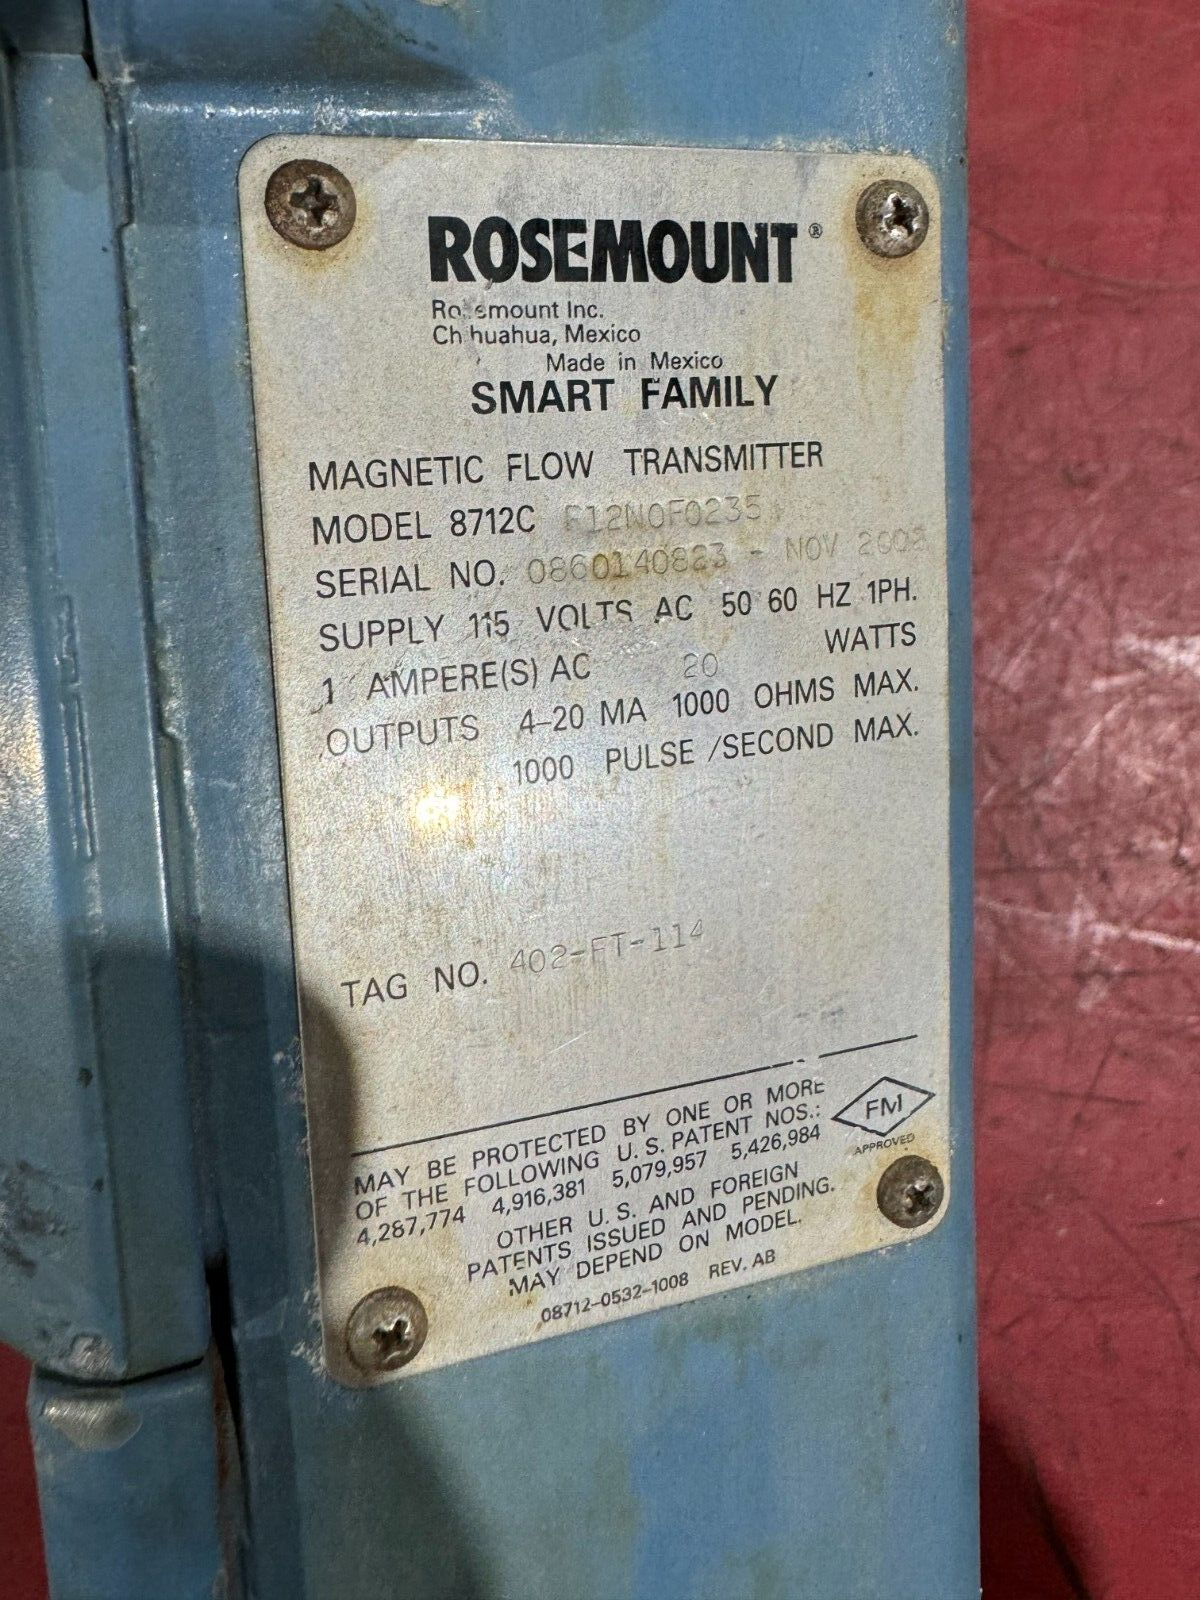 ROSEMOUNT®
Rosemount Inc.
Chihuahua, Mexico
Made in Mexico
SMART FAMILY
MAGNETIC FLOW TRANSMITTER
MODEL 8712C
SERIAL NO. 0860140823 - NOV
SUPPLY 115 VOLTS AC 50 60 HZ 1PH.
1 AMPERE(S) AC 20 WATTS
OUTPUTS 4-20 MA 1000 OHMS MAX.
1000 PULSE /SECOND MAX.
TAG NO. 402-FT-114
MAY BE PROTECTED BY ONE OR MORE
OF THE FOLLOWING U.S. PATENT NOS.:
4,287,774 4,916,381 5,079,957 5,426,984
OTHER U.S. AND FOREIGN
PATENTS ISSUED AND PENDING.
MAY DEPEND ON MODEL.
08712-0532-1008 REV. AB
FM
APPROVED